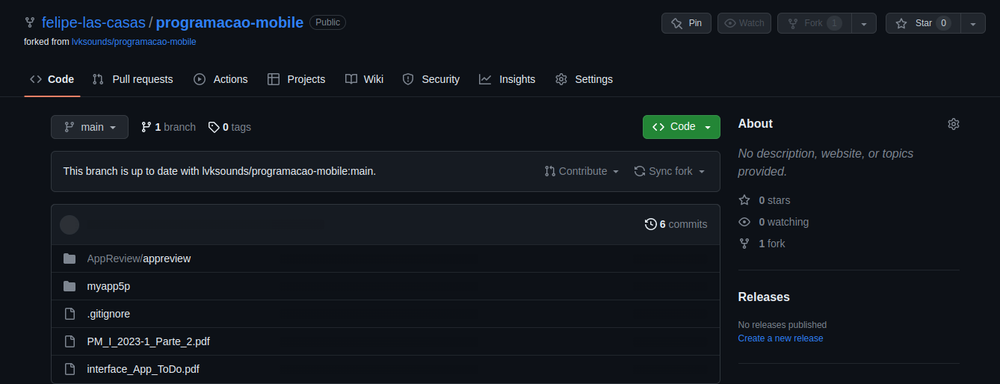 felipe-las-casas / programacao-mobile Public
Pin Watch Fork 1 Star 0
forked from lvksounds/programacao-mobile
Code Pull requests Actions Projects Wiki Security Insights Settings
main 1 branch 0 tags Code
About
No description, website, or topics
provided.
This branch is up to date with lvksounds/programacao-mobile:main. Contribute Sync fork
0 stars
0 watching
1 fork
6 commits
AppReview/appreview
myapp5p
.gitignore
PM_I_2023-1_Parte_2.pdf
interface_App_ToDo.pdf
Releases
No releases published
Create a new release